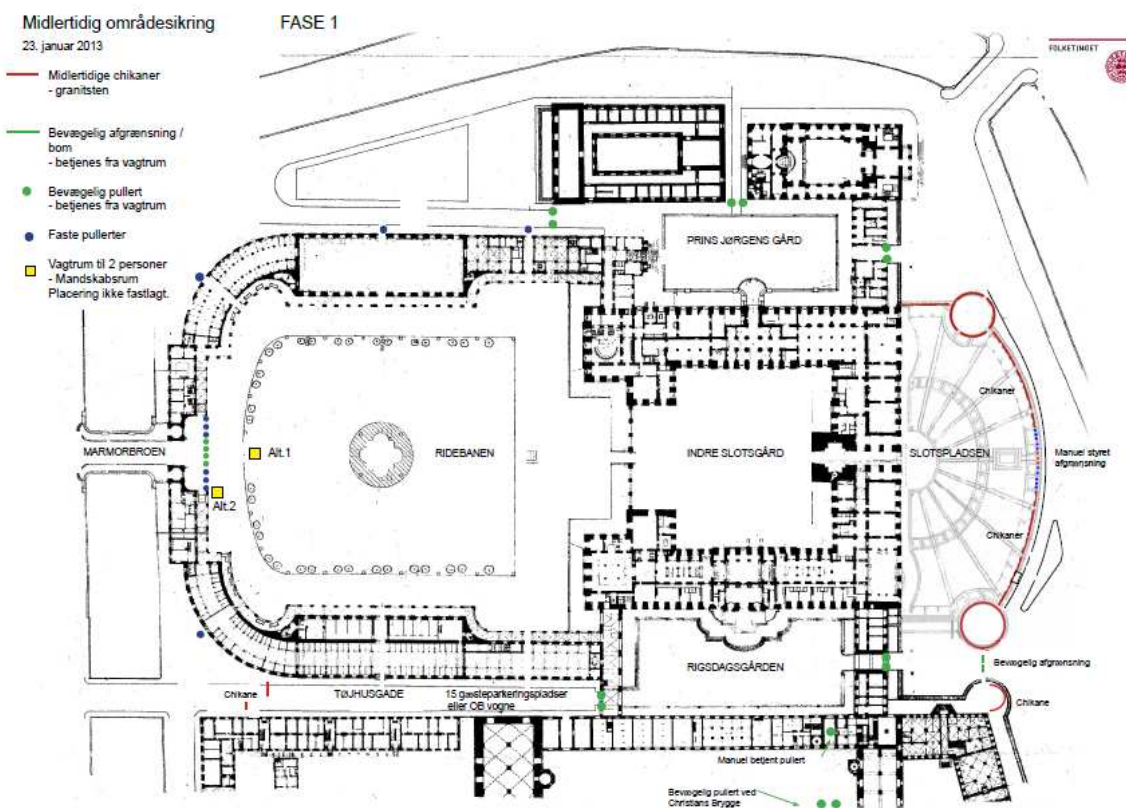 Midlertidig områdesikring
FASE 1
23. januar 2013
Midlertidige chikaner
- granitsten
Bevægelig afgrænsning /
bom
- betjenes fra vagtrum
Bevægelig pullert
- betjenes fra vagtrum
Faste pullerter
Vagtrum til 2 personer
- Mandskabsrum
Placering ikke fastlagt.
FOLKETINGET
PRINS JØRGENS GÅRD
Chikaner
MARMORBROEN
Alt.1
RIDEBANEN
INDRE SLOTSGÅRD
SLOTSPLADSEN
Manuel styret
afgrænsning
Alt.2
Chikaner
RIGSDAGSGÅRDEN
Bevægelig afgrænsning
Chikane
TØJHUSGADE
15 gæsteparkeringspladser
eller OB vogne
Chikane
Manuel betjent pullert
Bevægelig pullert ved
Christians Brygge